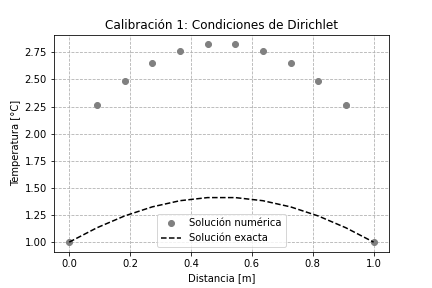 Calibración 1: Condiciones de Dirichlet
Temperatura [°C]
2.75
2.50
2.25
2.00
1.75
1.50
1.25
1.00
Solución numérica
Solución exacta
0.0 0.2 0.4 0.6 0.8 1.0
Distancia [m]